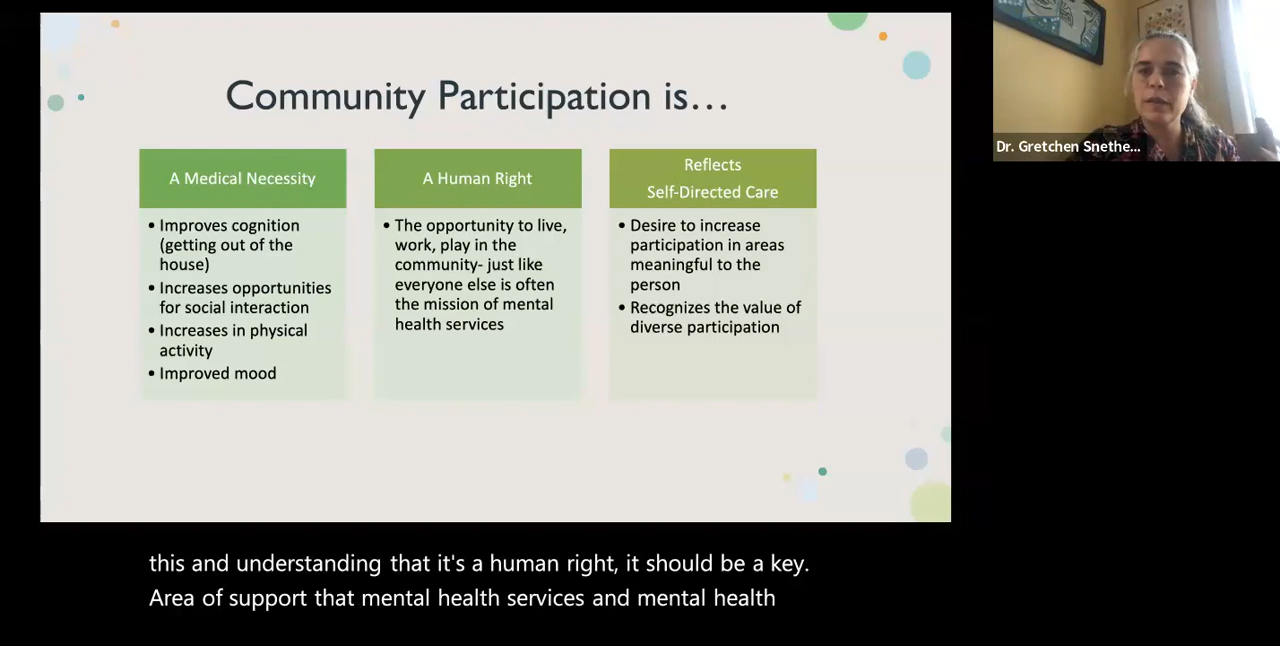 Community Participation is…
A Medical Necessity
• Improves cognition
(getting out of the
house)
• Increases opportunities
for social interaction
• Increases in physical
activity
• Improved mood
A Human Right
• The opportunity to live,
work, play in the
community- just like
everyone else is often
the mission of mental
health services
Reflects
Self-Directed Care
• Desire to increase
participation in areas
meaningful to the
person
• Recognizes the value of
diverse participation
Dr. Gretchen Snethe...
this and understanding that it's a human right, it should be a key.
Area of support that mental health services and mental health